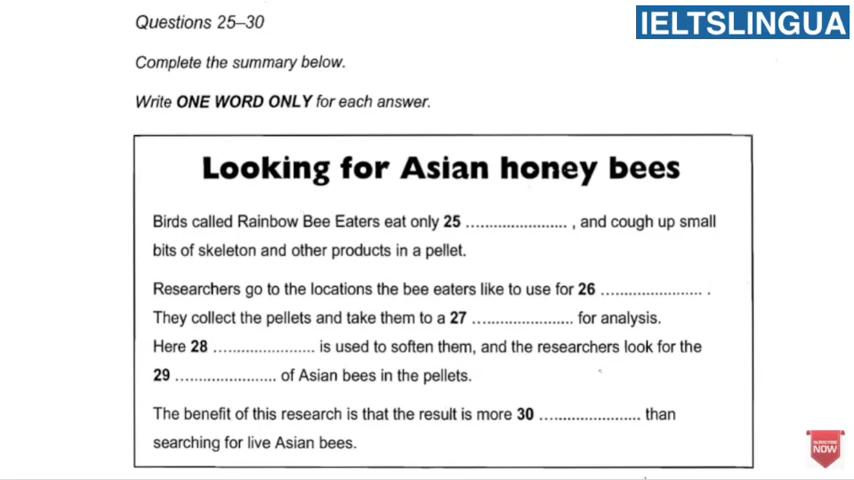 Questions 25–30
IELTSLINGUA
Complete the summary below.
Write ONE WORD ONLY for each answer.
Looking for Asian honey bees
Birds called Rainbow Bee Eaters eat only 25 ........................ , and cough up small
bits of skeleton and other products in a pellet.
Researchers go to the locations the bee eaters like to use for 26 ........................ .
They collect the pellets and take them to a 27 ........................ for analysis.
Here 28 ........................ is used to soften them, and the researchers look for the
29 ........................ of Asian bees in the pellets.
The benefit of this research is that the result is more 30 ........................ than
searching for live Asian bees.
SUBSCRIBE
NOW